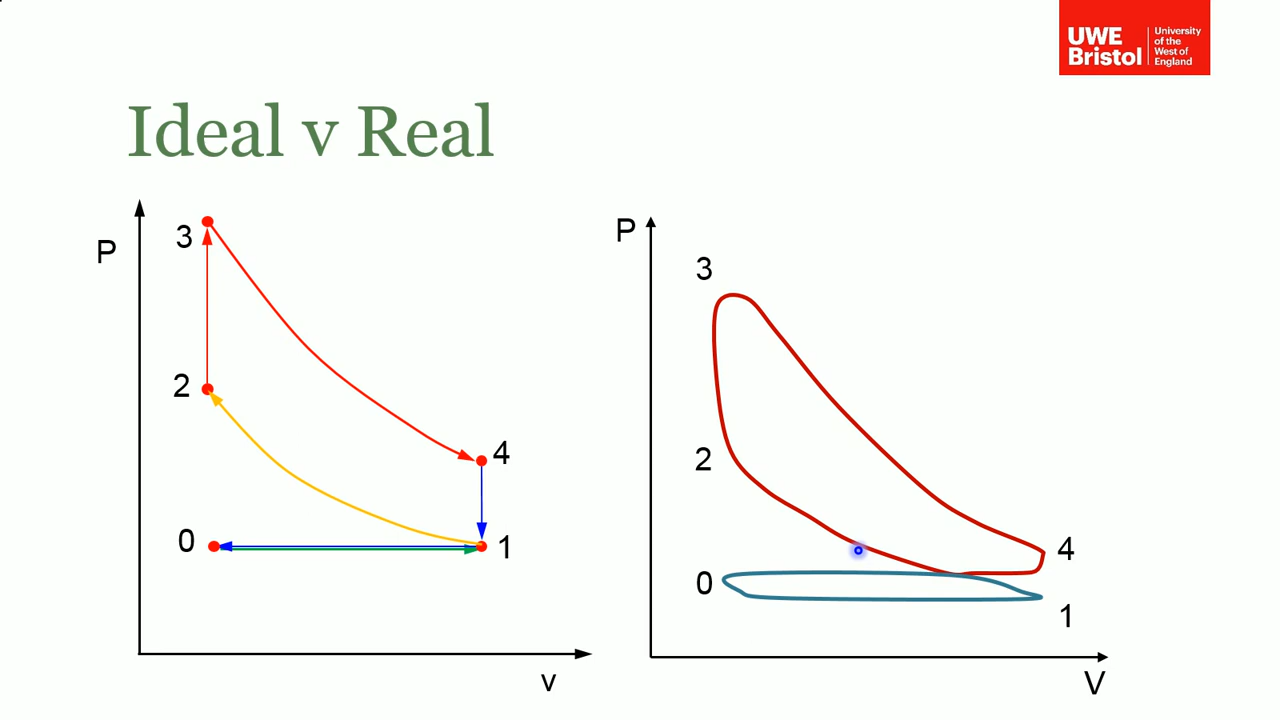 UWE
Bristol
University
of the
West of
England
Ideal v Real
P
3
2
4
0
1
v
P
3
2
4
0
1
V